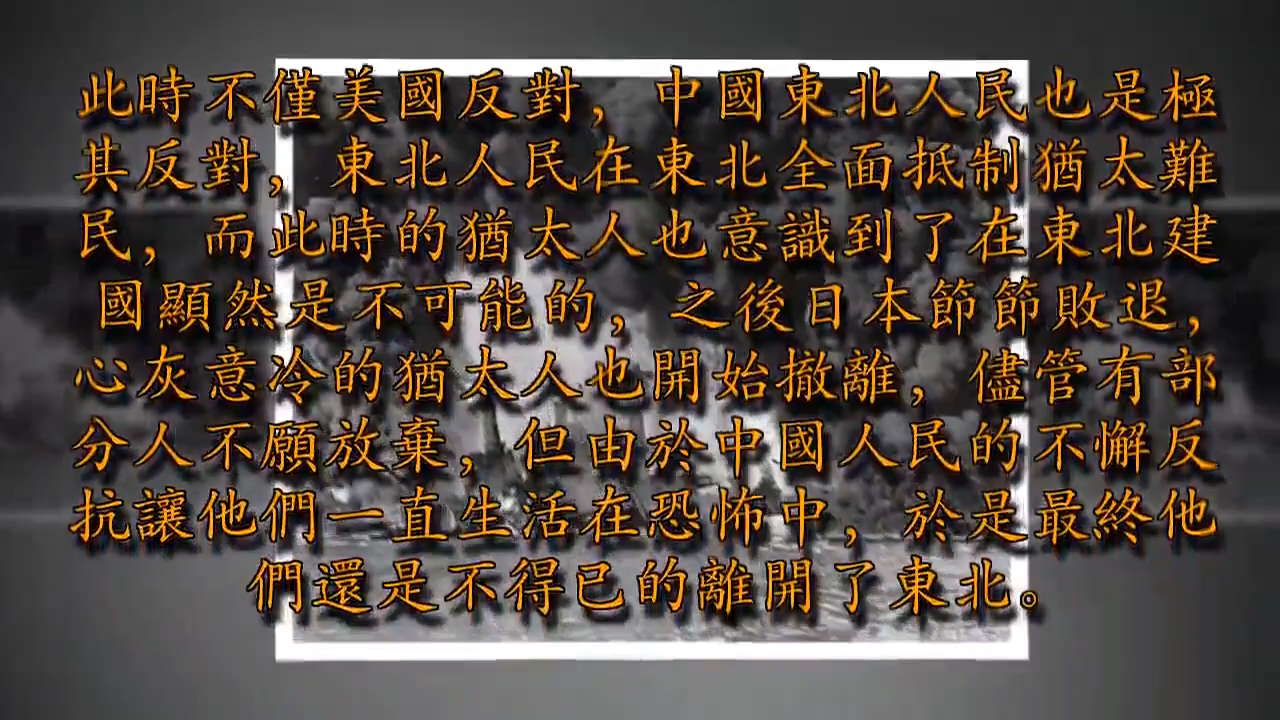 此時不僅美國反對，中國東北人民也是極
其反對，東北人民在東北全面抵制猶太難
民，而此時的猶太人也意識到了在東北建
國顯然是不可能的，之後日本節節敗退，
心灰意冷的猶太人也開始撤離，儘管有部
分人不願放棄，但由於中國人民的不懈反
抗讓他們一直生活在恐怖中，於是最終他
們還是不得已的離開了東北。